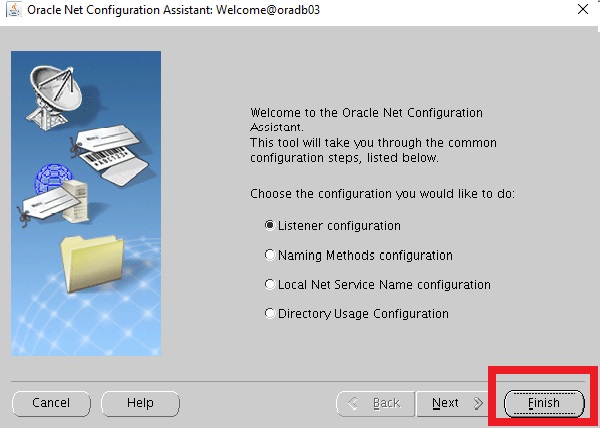 Oracle Net Configuration Assistant: Welcome@oradb03
Welcome to the Oracle Net Configuration
Assistant.
This tool will take you through the common
configuration steps, listed below.
Choose the configuration you would like to do:
Listener configuration
Naming Methods configuration
Local Net Service Name configuration
Directory Usage Configuration
Cancel
Help
Back
Next
Finish